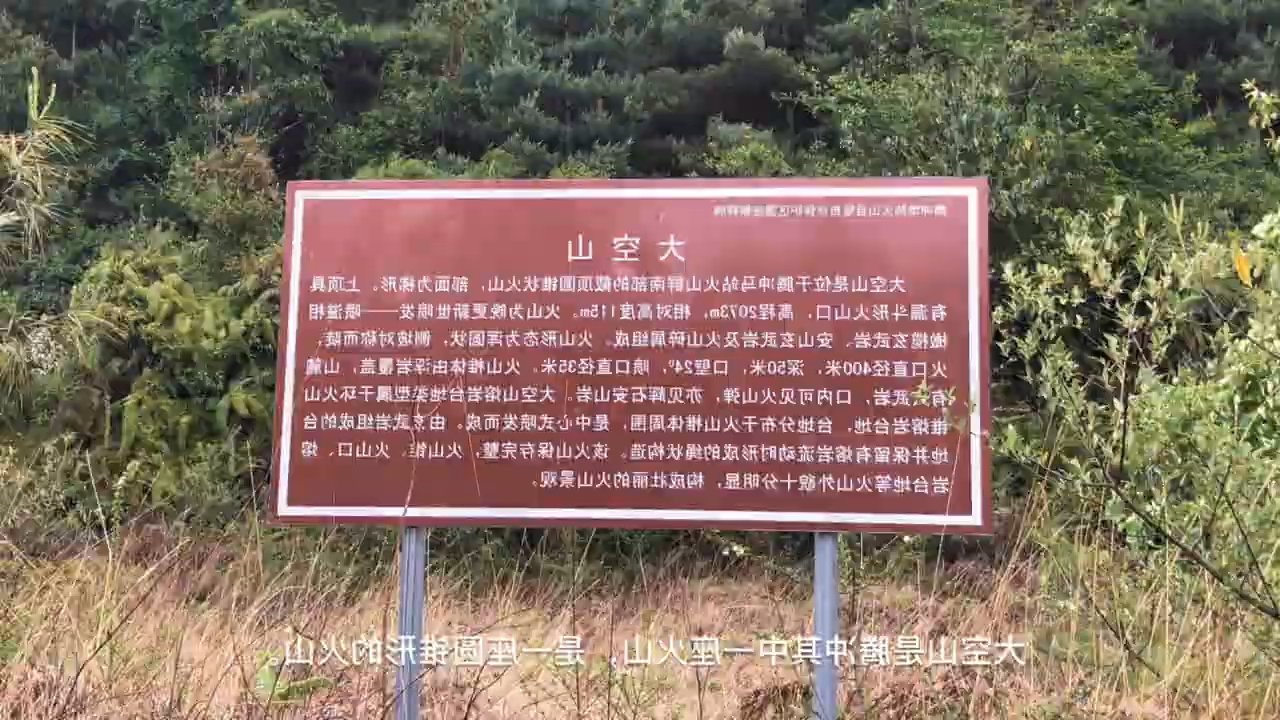 大空山
大空山是位于腾冲马站火山群南部的截顶圆锥状火山，部面为梯形。上顶具
有漏斗形火山口，高程2073m，相对高度115m。火山为晚更新世喷发——喷溢相
橄榄玄武岩。安山玄武岩及火山碎屑组成。火山形态为浑圆状，侧坡对称而陡，
火口直径400米，深50米，口壁24°，喷口直径35米。火山椎体由浮岩覆盖，山麓
有玄武岩，口内可见火山弹，亦见辉石安山岩。大空山熔岩台地类型属于环火山
锥熔岩台地，台地分布于火山椎体周围，是中心式喷发而成。由玄武岩组成的台
地并保留有熔岩流动时形成的绳状构造。该火山保存完整，火山锥、火山口、熔
岩台地等火山外貌十分明显，构成壮丽的火山景观。
大空山是腾冲其中一座火山，是一座圆锥形的火山。